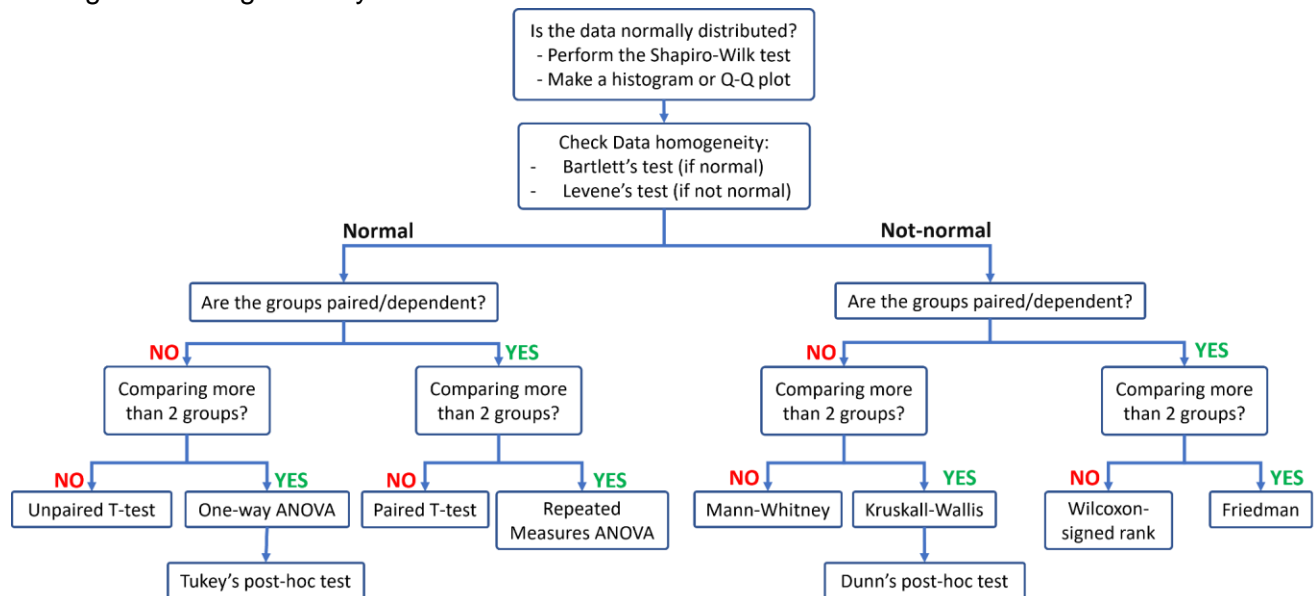 Is the data normally distributed?
- Perform the Shapiro-Wilk test
- Make a histogram or Q-Q plot
Check Data homogeneity:
- Bartlett's test (if normal)
- Levene's test (if not normal)
Normal
Not-normal
Are the groups paired/dependent?
Are the groups paired/dependent?
NO
YES
NO
YES
Comparing more
than 2 groups?
Comparing more
than 2 groups?
Comparing more
than 2 groups?
Comparing more
than 2 groups?
NO
YES
NO
YES
NO
YES
NO
YES
Unpaired T-test
One-way ANOVA
Paired T-test
Repeated
Measures ANOVA
Mann-Whitney
Kruskall-Wallis
Wilcoxon-
signed rank
Friedman
Tukey's post-hoc test
Dunn's post-hoc test